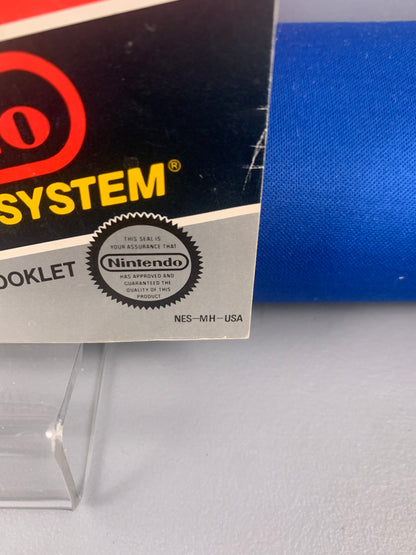 SYSTEM®
OOKLET
THIS SEAL IS
YOUR ASSURANCE THAT
Nintendo
HAS APPROVED AND
GUARANTEED THE
QUALITY OF THIS
PRODUCT
NES-MH-USA